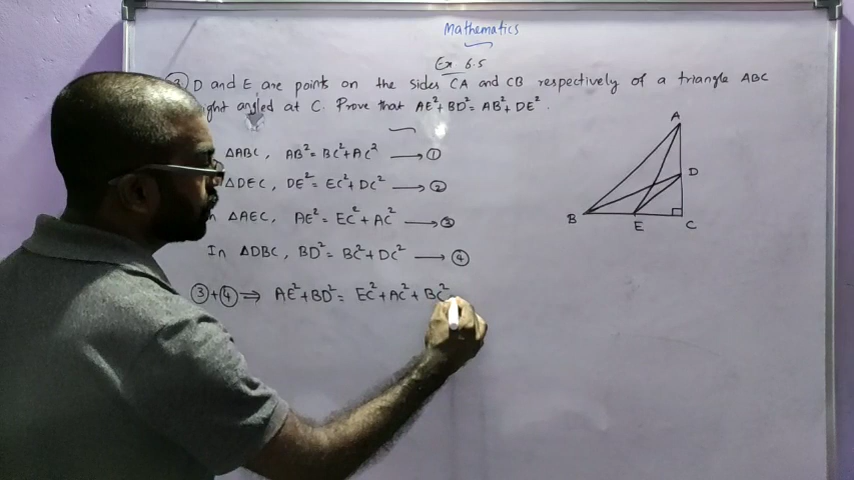 Mathematics
Ex 6.5
D and E are points on the sides CA and CB respectively of a triangle ABC
ght angled at C. Prove that AE²+BD²= AB²+ DE².
ΔABC, AB²= BC²+AC² ⟶ ①
ΔDEC, DE²= EC²+ DC² ⟶ ②
n ΔAEC, AE²= EC²+ AC² ⟶ ③
In ΔDBC, BD²= BC²+ DC² ⟶ ④
③+④ ⟹ AE²+BD²= EC²+AC²+ BC²
A
D
B
E
C